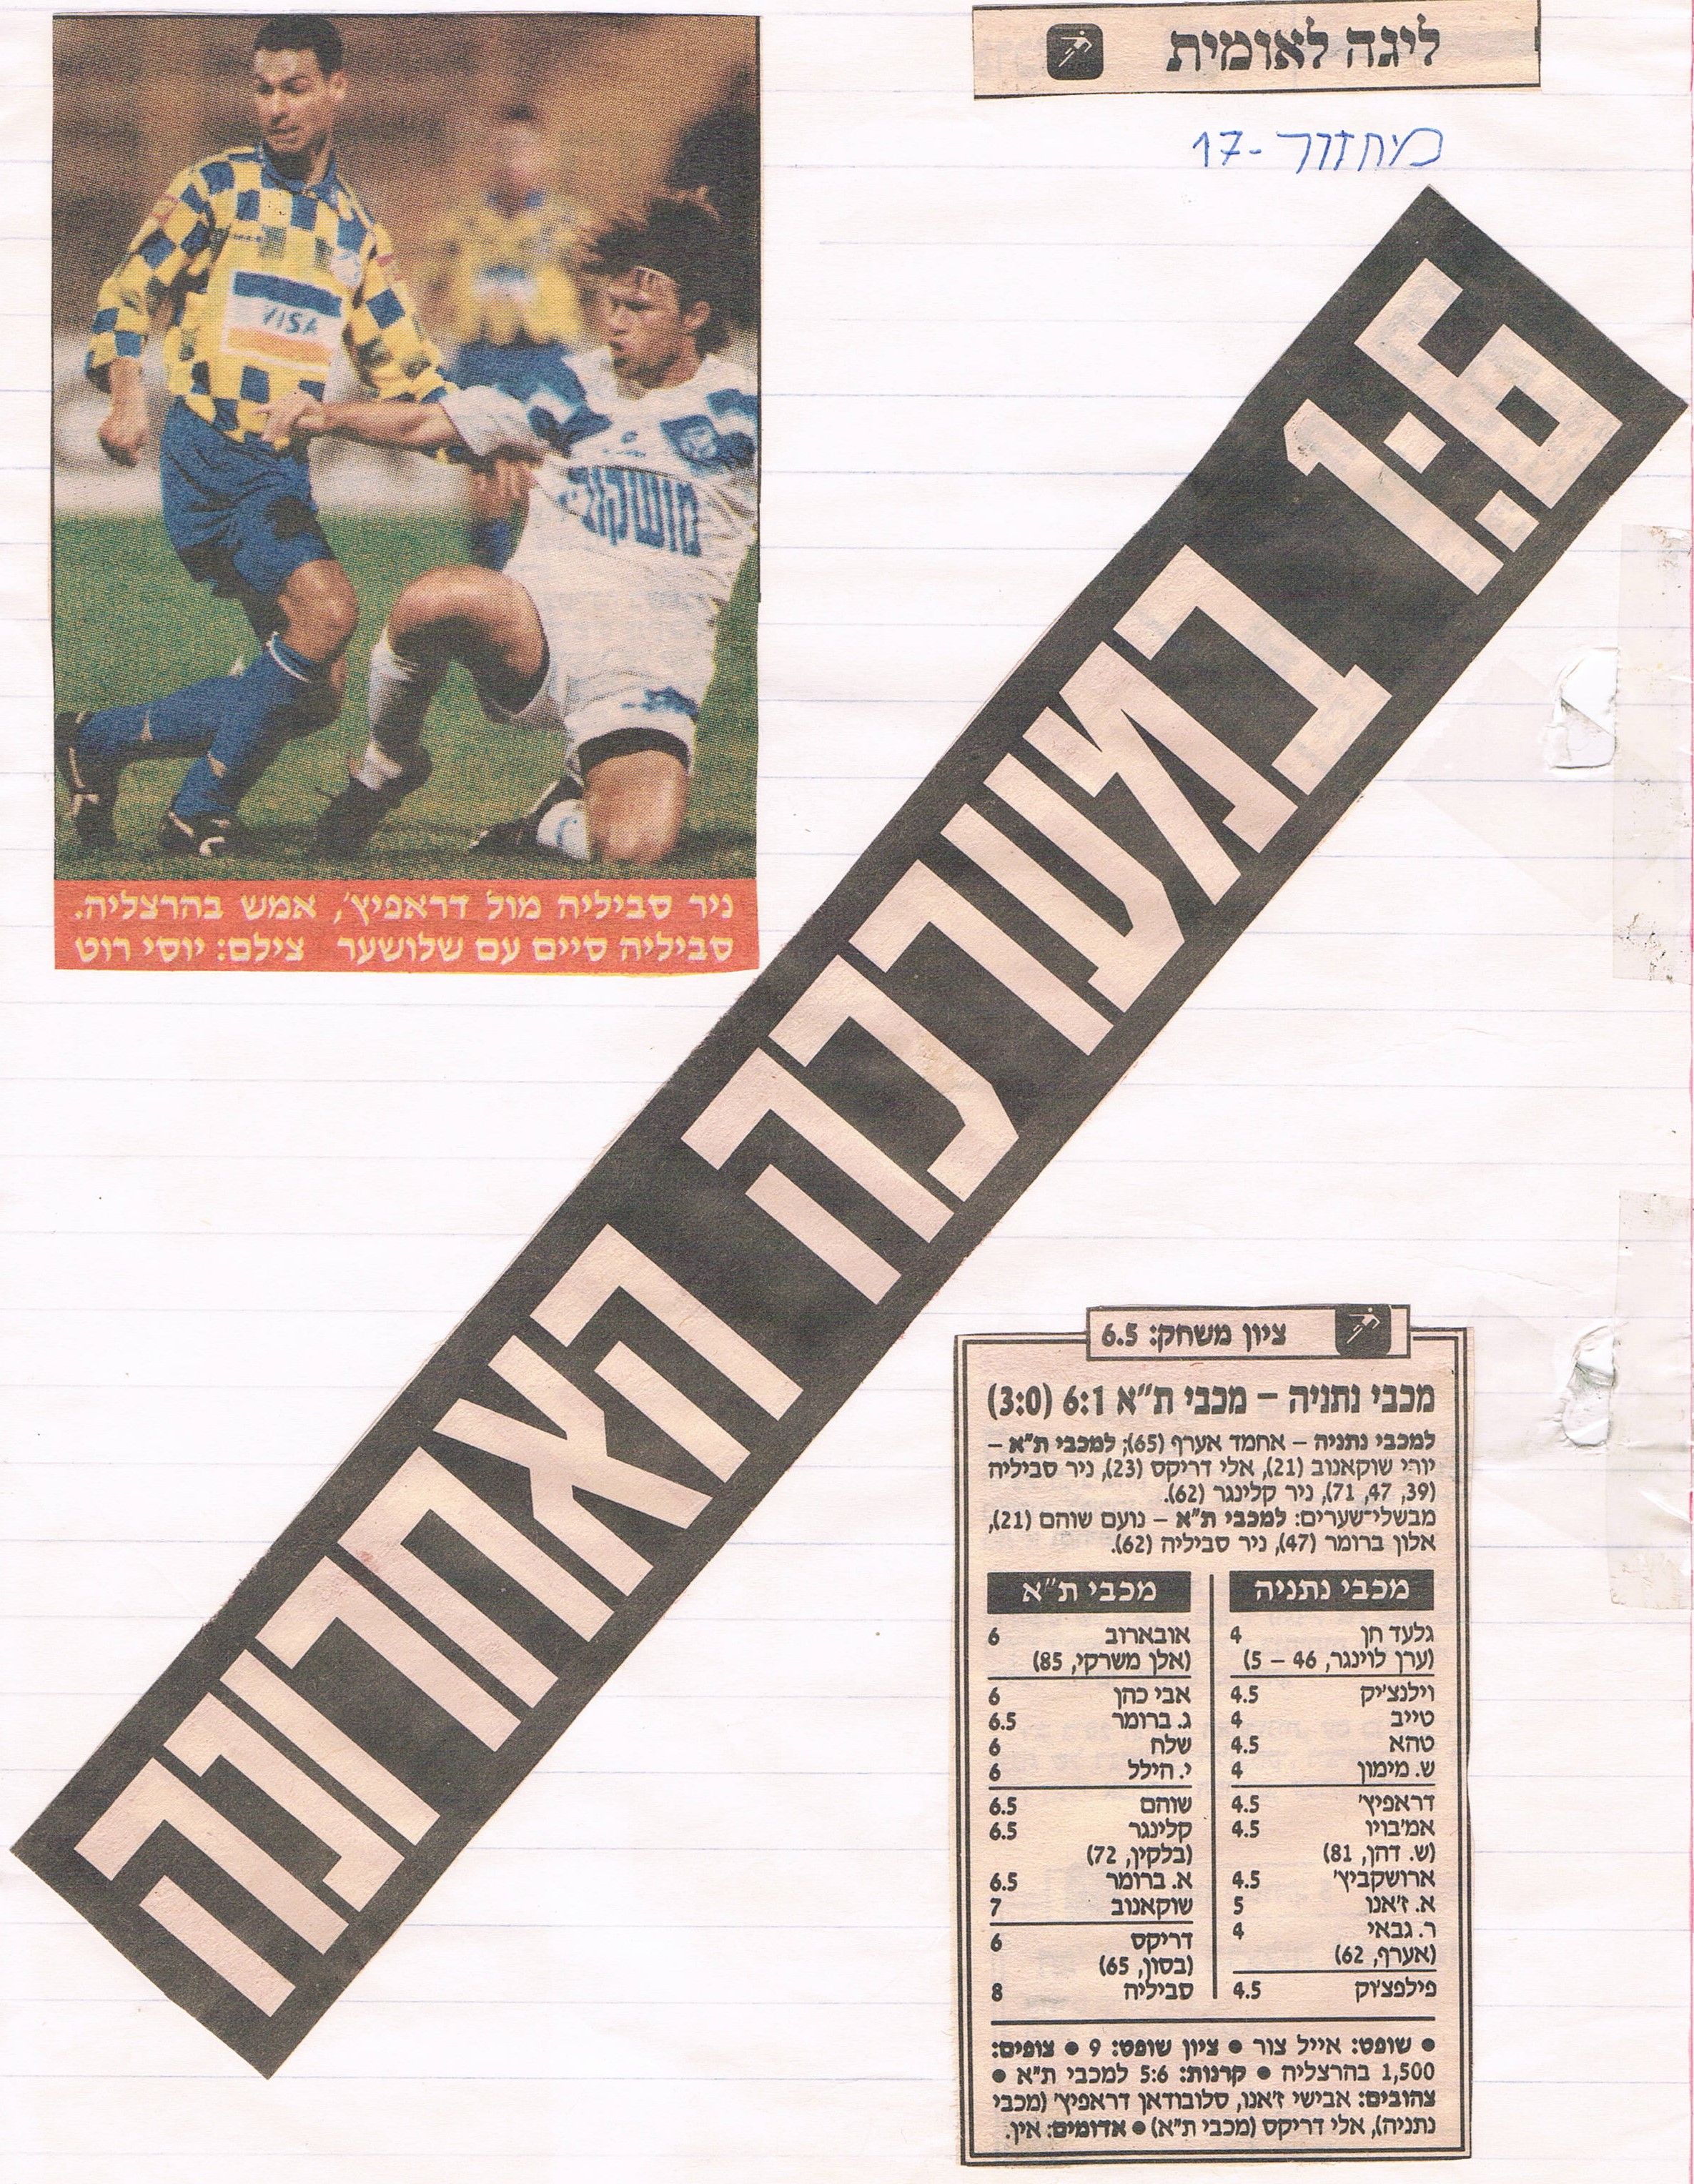 ליגה לאומית
מחזור -17
6:1 במערכה האחרונה
VISA
ניר סביליה מול דראפיץ', אמש בהרצליה.
סביליה סיים עם שלושער צילם: יוסי רוט
ציון משחק: 6.5
מכבי נתניה – מכבי ת"א 6:1 (3:0)
למכבי נתניה – אחמד אערף (65); למכבי ת"א –
יורי שוקאנוב (21), אלי דריקס (23), ניר סביליה
(39, 47, 71), ניר קלינגר (62).
מבשלי־שערים: למכבי ת"א – נועם שוהם (21),
אלון ברומר (47), ניר סביליה (62).
מכבי נתניה
גלעד חן 4
(ערן לוינגר, 46 – 5)
וילנצ'יק 4.5
טייב 4
טהא 4.5
ש. מימון 4
דראפיץ' 4.5
אמ'בויו 4.5
(ש. דהן, 81)
ארושקביץ' 4.5
א. ז'אנו 5
ר. גבאי 4
(אערף, 62)
פילפצ'וק 4.5
מכבי ת"א
אובארוב 6
(אלן משרקי, 85)
אבי כהן 6
ג. ברומר 6.5
שלח 6
י. הילל 6
שוהם 6.5
קלינגר 6.5
(בלקין, 72)
א. ברומר 6.5
שוקאנוב 7
דריקס 6
(בסון, 65)
סביליה 8
• שופט: אייל צור • ציון שופט: 9 • צופים:
1,500 בהרצליה • קרנות: 5:6 למכבי ת"א •
צהובים: אבישי ז'אנו, סלובודאן דראפיץ' (מכבי
נתניה), אלי דריקס (מכבי ת"א) • אדומים: אין.